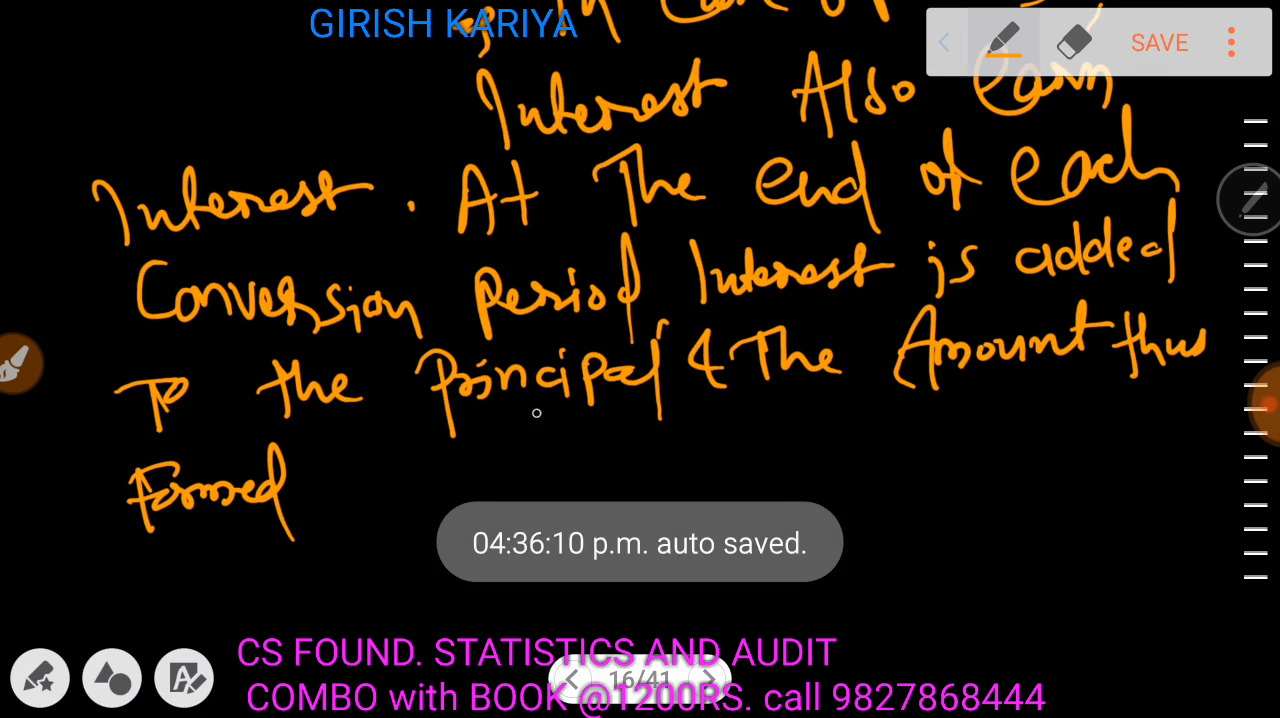 GIRISH KARIYA
SAVE
Interest Also Earn
Interest. At The end of each
Conversion period Interest is added
To the Principal & The Amount thus
Formed
04:36:10 p.m. auto saved.
CS FOUND. STATISTICS AND AUDIT
16/41
COMBO with BOOK @1200RS. call 9827868444